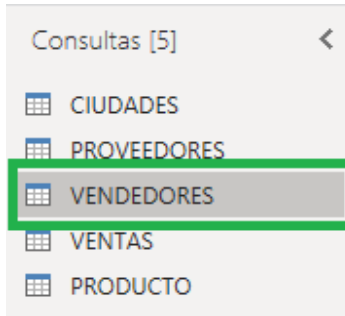 Consultas [5]
CIUDADES
PROVEEDORES
VENDEDORES
VENTAS
PRODUCTO